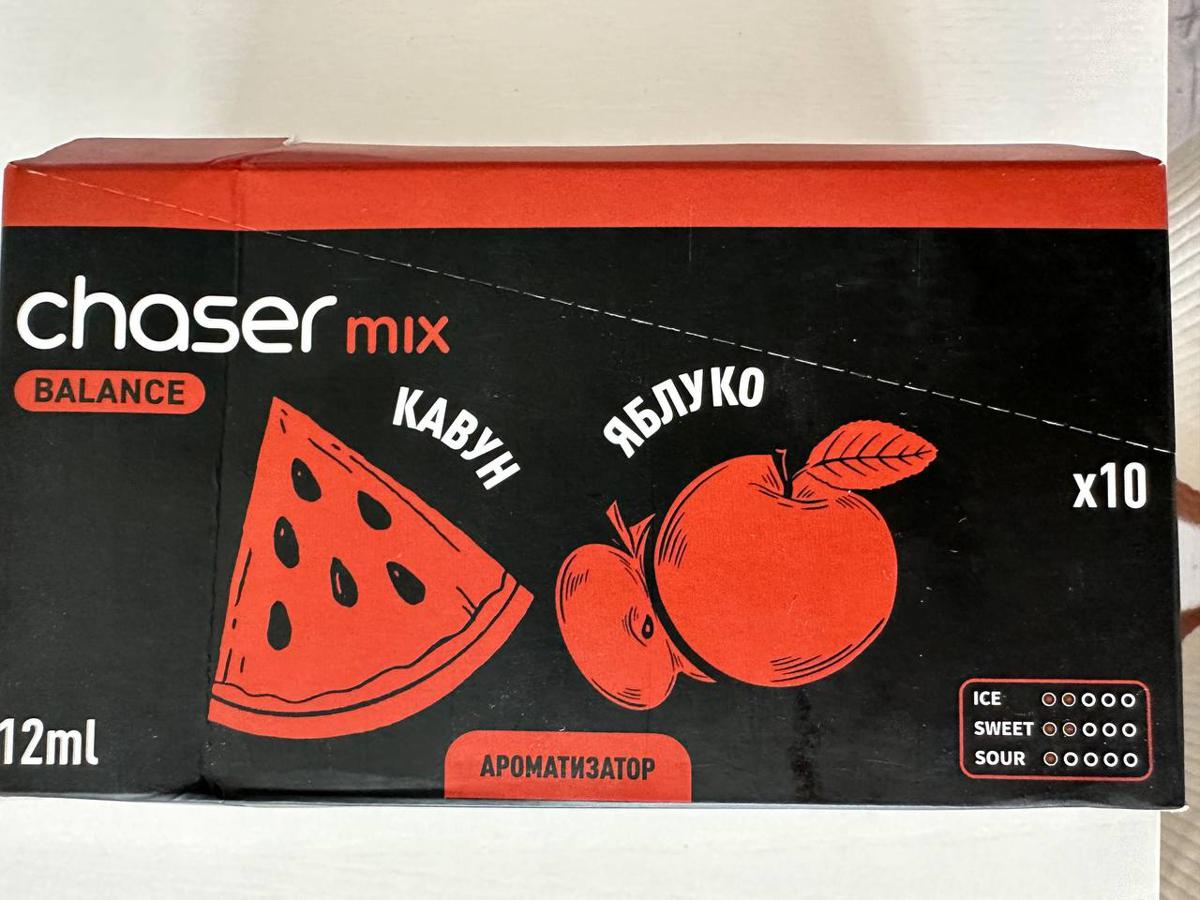 chaser mix
BALANCE
КАВУН
ЯБЛУКО
x10
12ml
АРОМАТИЗАТОР
ICE
SWEET
SOUR